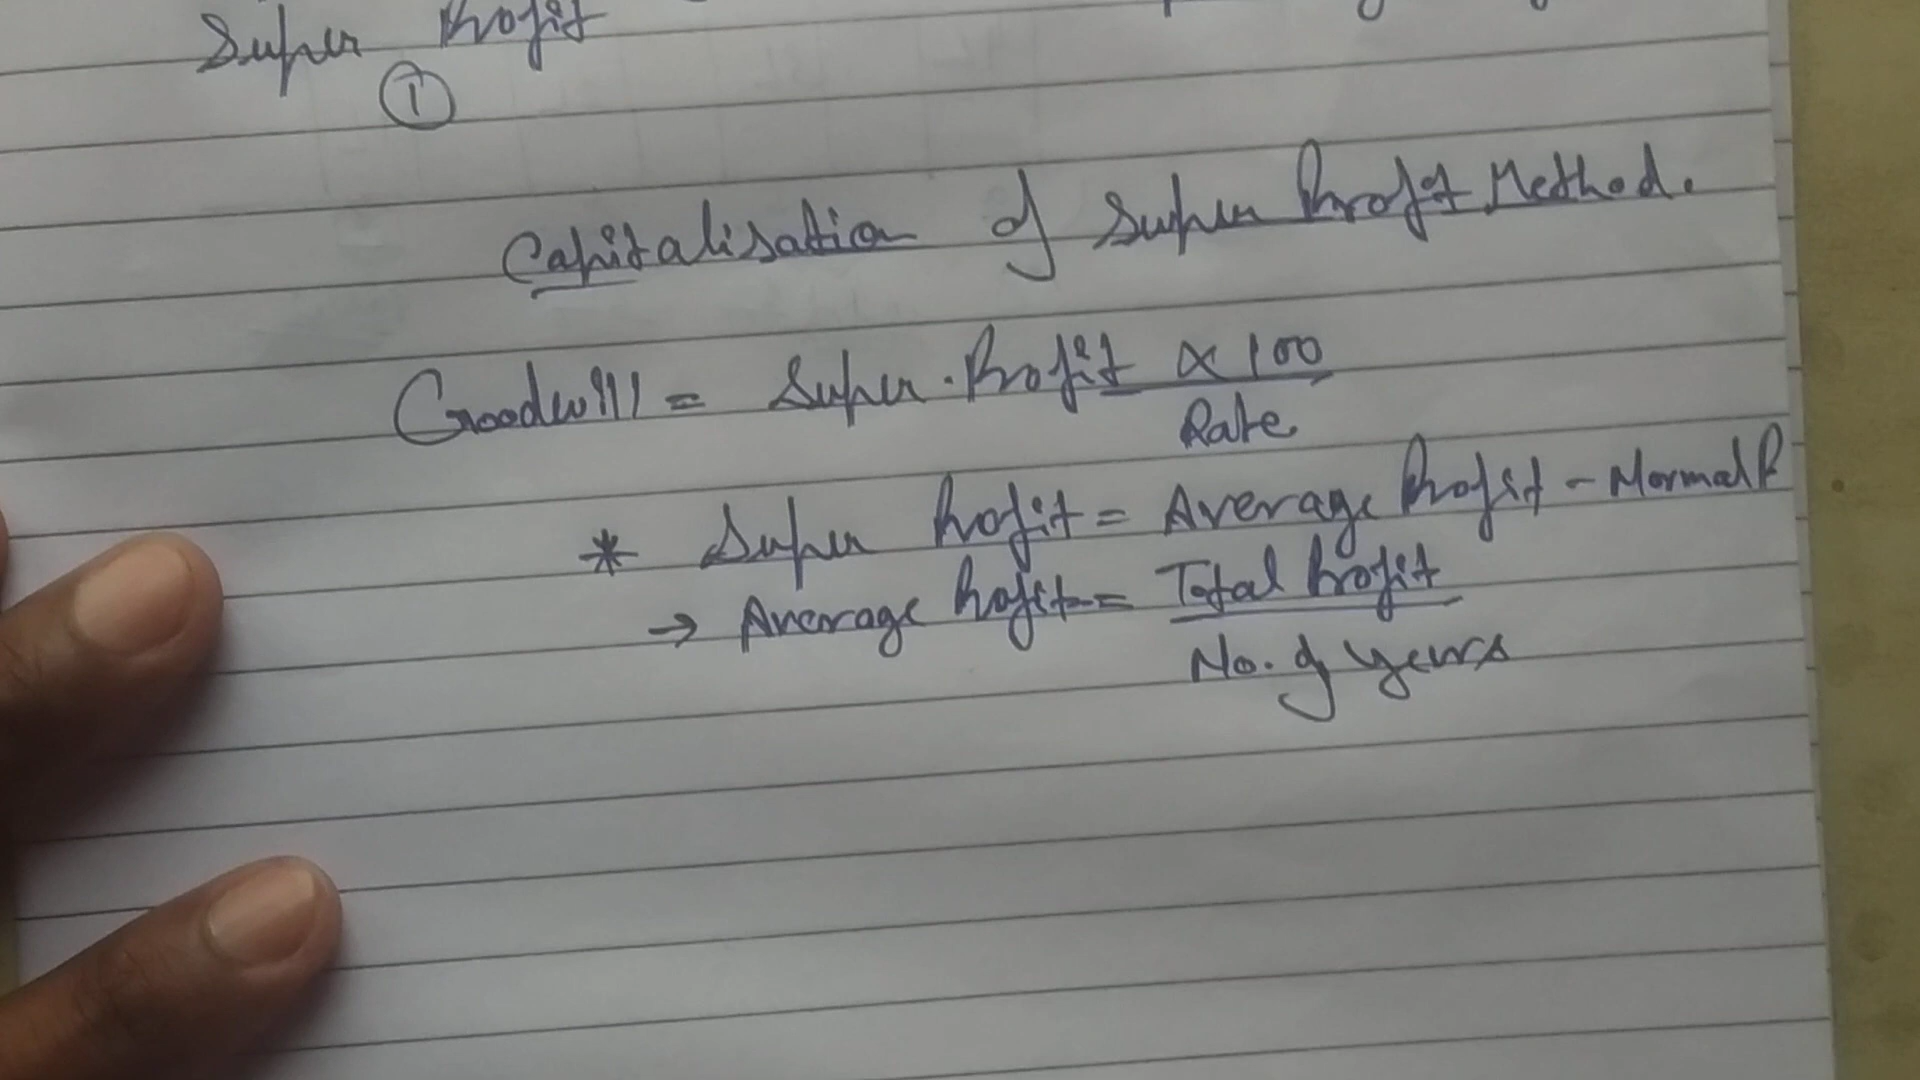 Super Profit
1
Capitalisation of Super Profit Method.
Goodwill = Super Profit × 100
Rate
* Super Profit = Average Profit - Normal P
→ Average Profit = Total Profit
No. of years